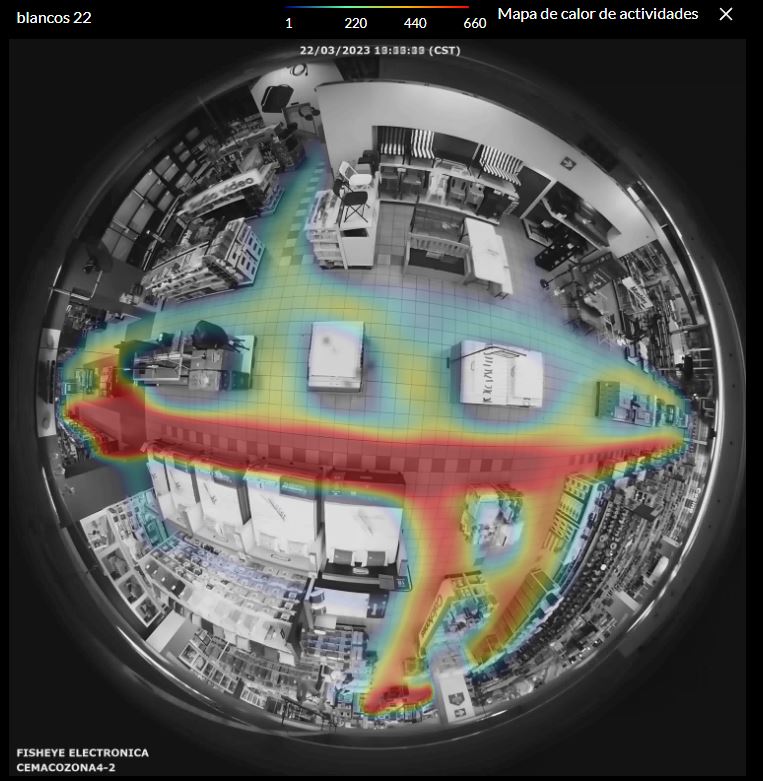 blancos 22
1 220 440 660
Mapa de calor de actividades
22/03/2023 (CST)
FISHEYE ELECTRONICA
CEMACOZONA4-2